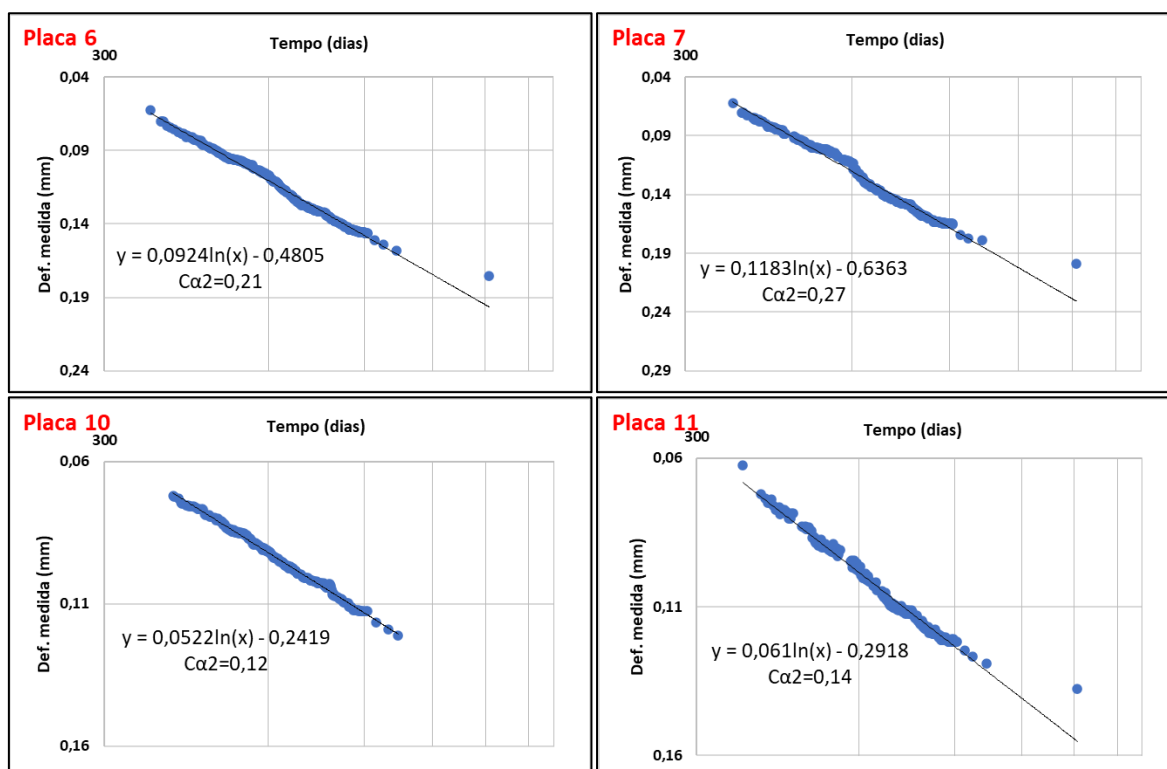 Placa 6
Tempo (dias)
300
0,04
0,09
0,14
0,19
0,24
Def. medida (mm)
y = 0,0924ln(x) - 0,4805
Cα2=0,21
Placa 7
Tempo (dias)
300
0,04
0,09
0,14
0,19
0,24
0,29
Def. medida (mm)
y = 0,1183ln(x) - 0,6363
Cα2=0,27
Placa 10
Tempo (dias)
300
0,06
0,11
0,16
Def. medida (mm)
y = 0,0522ln(x) - 0,2419
Cα2=0,12
Placa 11
Tempo (dias)
300
0,06
0,11
0,16
Def. medida (mm)
y = 0,061ln(x) - 0,2918
Cα2=0,14